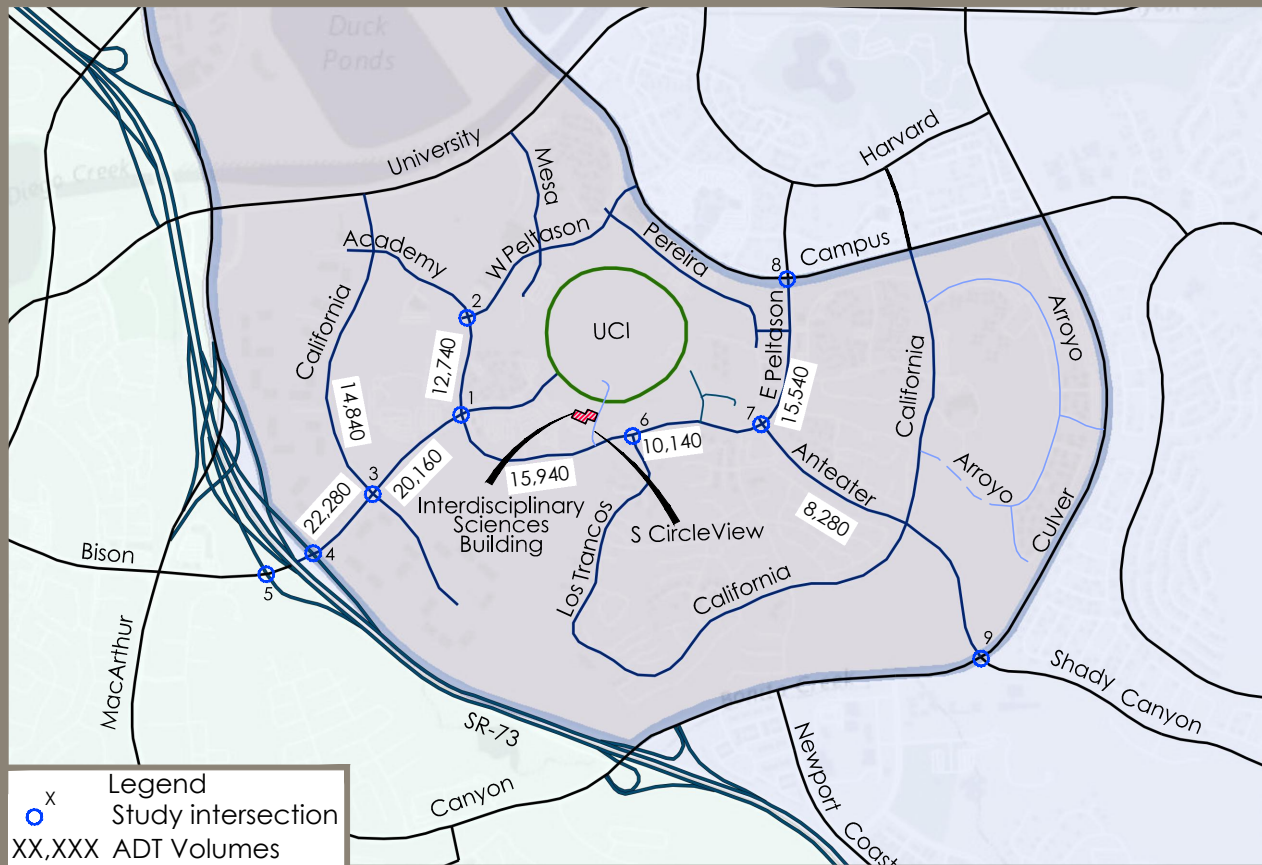 Duck
Ponds
University
Mesa
Harvard
Diego Creek
Academy
W Peltason
Pereira
Campus
8
2
California
UCI
E Peltason
Arroyo
12,740
14,840
1
15,540
California
6
7
10,140
3
20,160
15,940
Anteater
Arroyo
22,280
Interdisciplinary
Sciences
Building
S CircleView
8,280
Culver
Bison
4
5
Los Trancos
California
9
MacArthur
Shady Canyon
SR-73
Newport Coast
Canyon
Legend
X
Study intersection
XX,XXX ADT Volumes